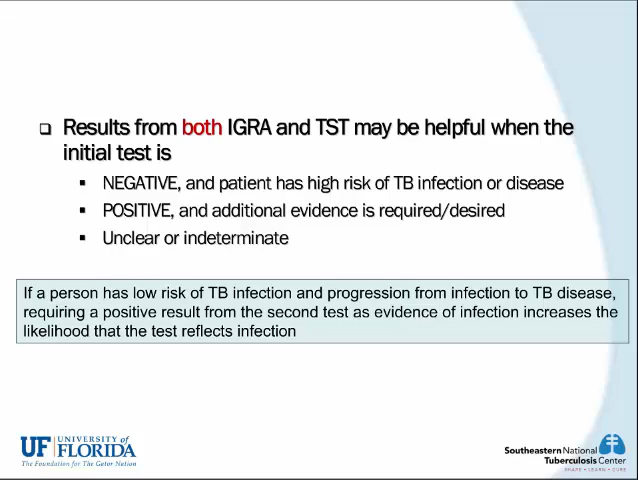 Results from both IGRA and TST may be helpful when the
initial test is
NEGATIVE, and patient has high risk of TB infection or disease
POSITIVE, and additional evidence is required/desired
Unclear or indeterminate
If a person has low risk of TB infection and progression from infection to TB disease,
requiring a positive result from the second test as evidence of infection increases the
likelihood that the test reflects infection
UF UNIVERSITY of
FLORIDA
The Foundation for The Gator Nation
Southeastern National
Tuberculosis Center
SHARE • LEARN • CURE